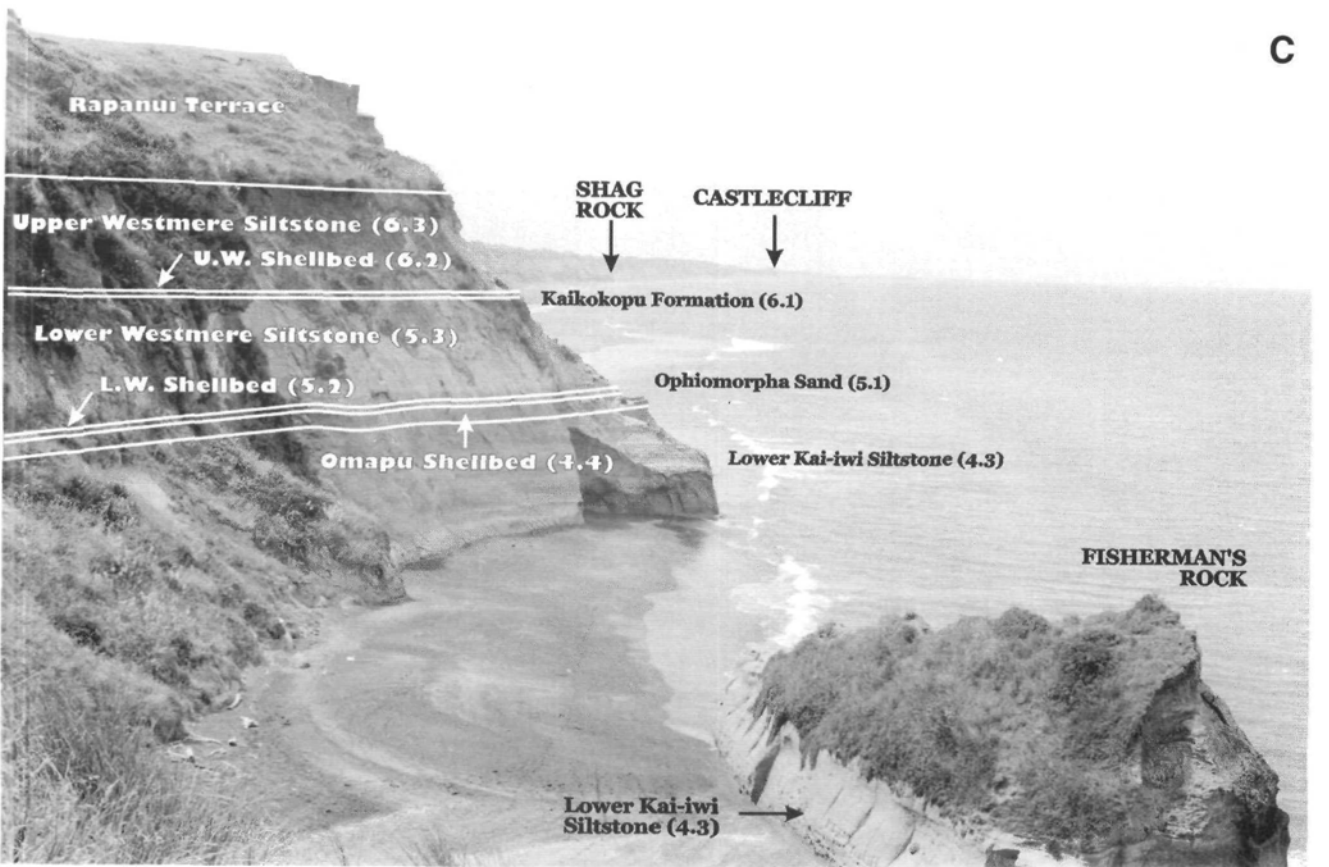 C
Rapanui Terrace
SHAG
ROCK
CASTLECLIFF
Upper Westmere Siltstone (6.3)
U.W. Shellbed (6.2)
Kaikokopu Formation (6.1)
Lower Westmere Siltstone (5.3)
L.W. Shellbed (5.2)
Ophiomorpha Sand (5.1)
Omapu Shellbed (4.4)
Lower Kai-iwi Siltstone (4.3)
FISHERMAN'S
ROCK
Lower Kai-iwi
Siltstone (4.3)